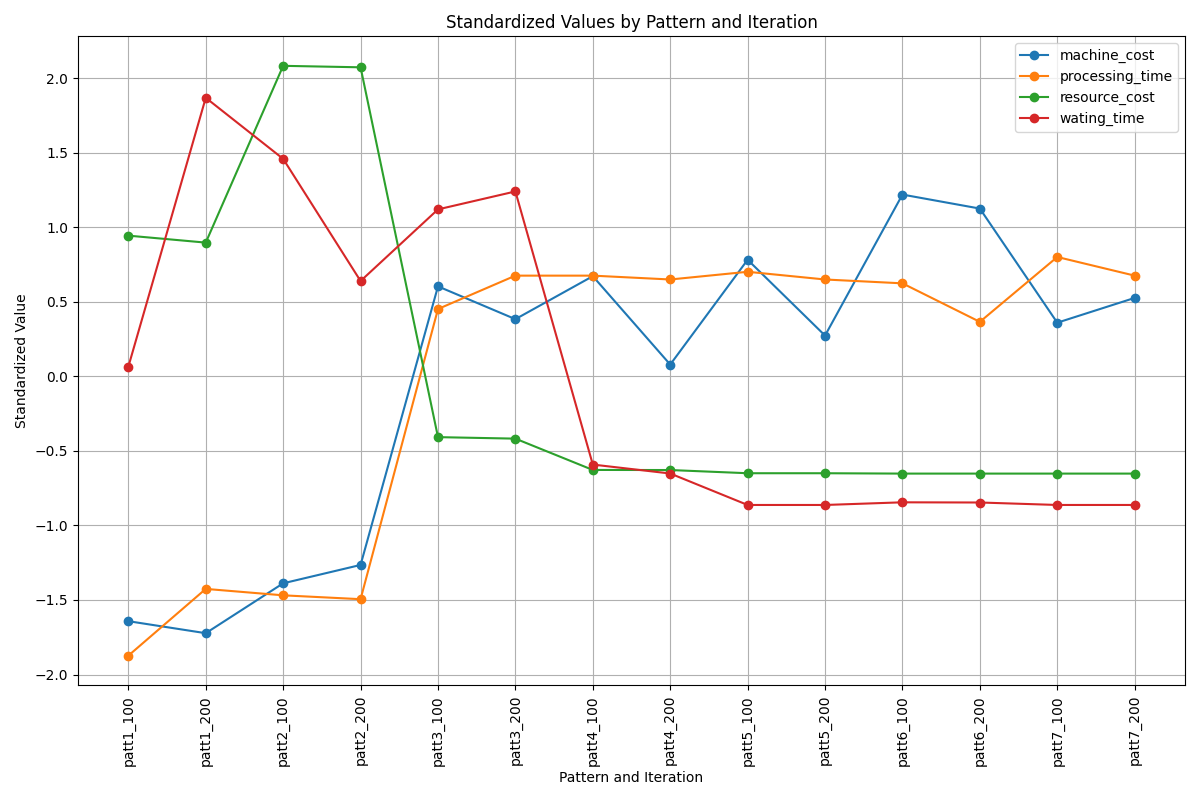 Standardized Values by Pattern and Iteration
machine_cost
processing_time
resource_cost
wating_time
Standardized Value
2.0
1.5
1.0
0.5
0.0
−0.5
−1.0
−1.5
−2.0
patt1_100
patt1_200
patt2_100
patt2_200
patt3_100
patt3_200
patt4_100
patt4_200
patt5_100
patt5_200
patt6_100
patt6_200
patt7_100
patt7_200
Pattern and Iteration